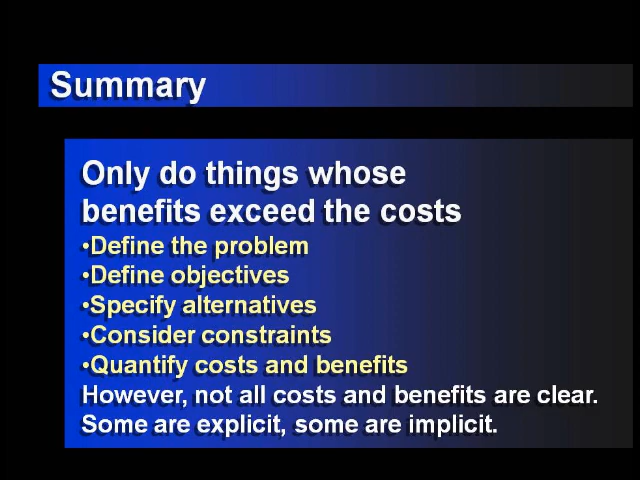 Summary
Only do things whose
benefits exceed the costs
•Define the problem
•Define objectives
•Specify alternatives
•Consider constraints
•Quantify costs and benefits
However, not all costs and benefits are clear.
Some are explicit, some are implicit.